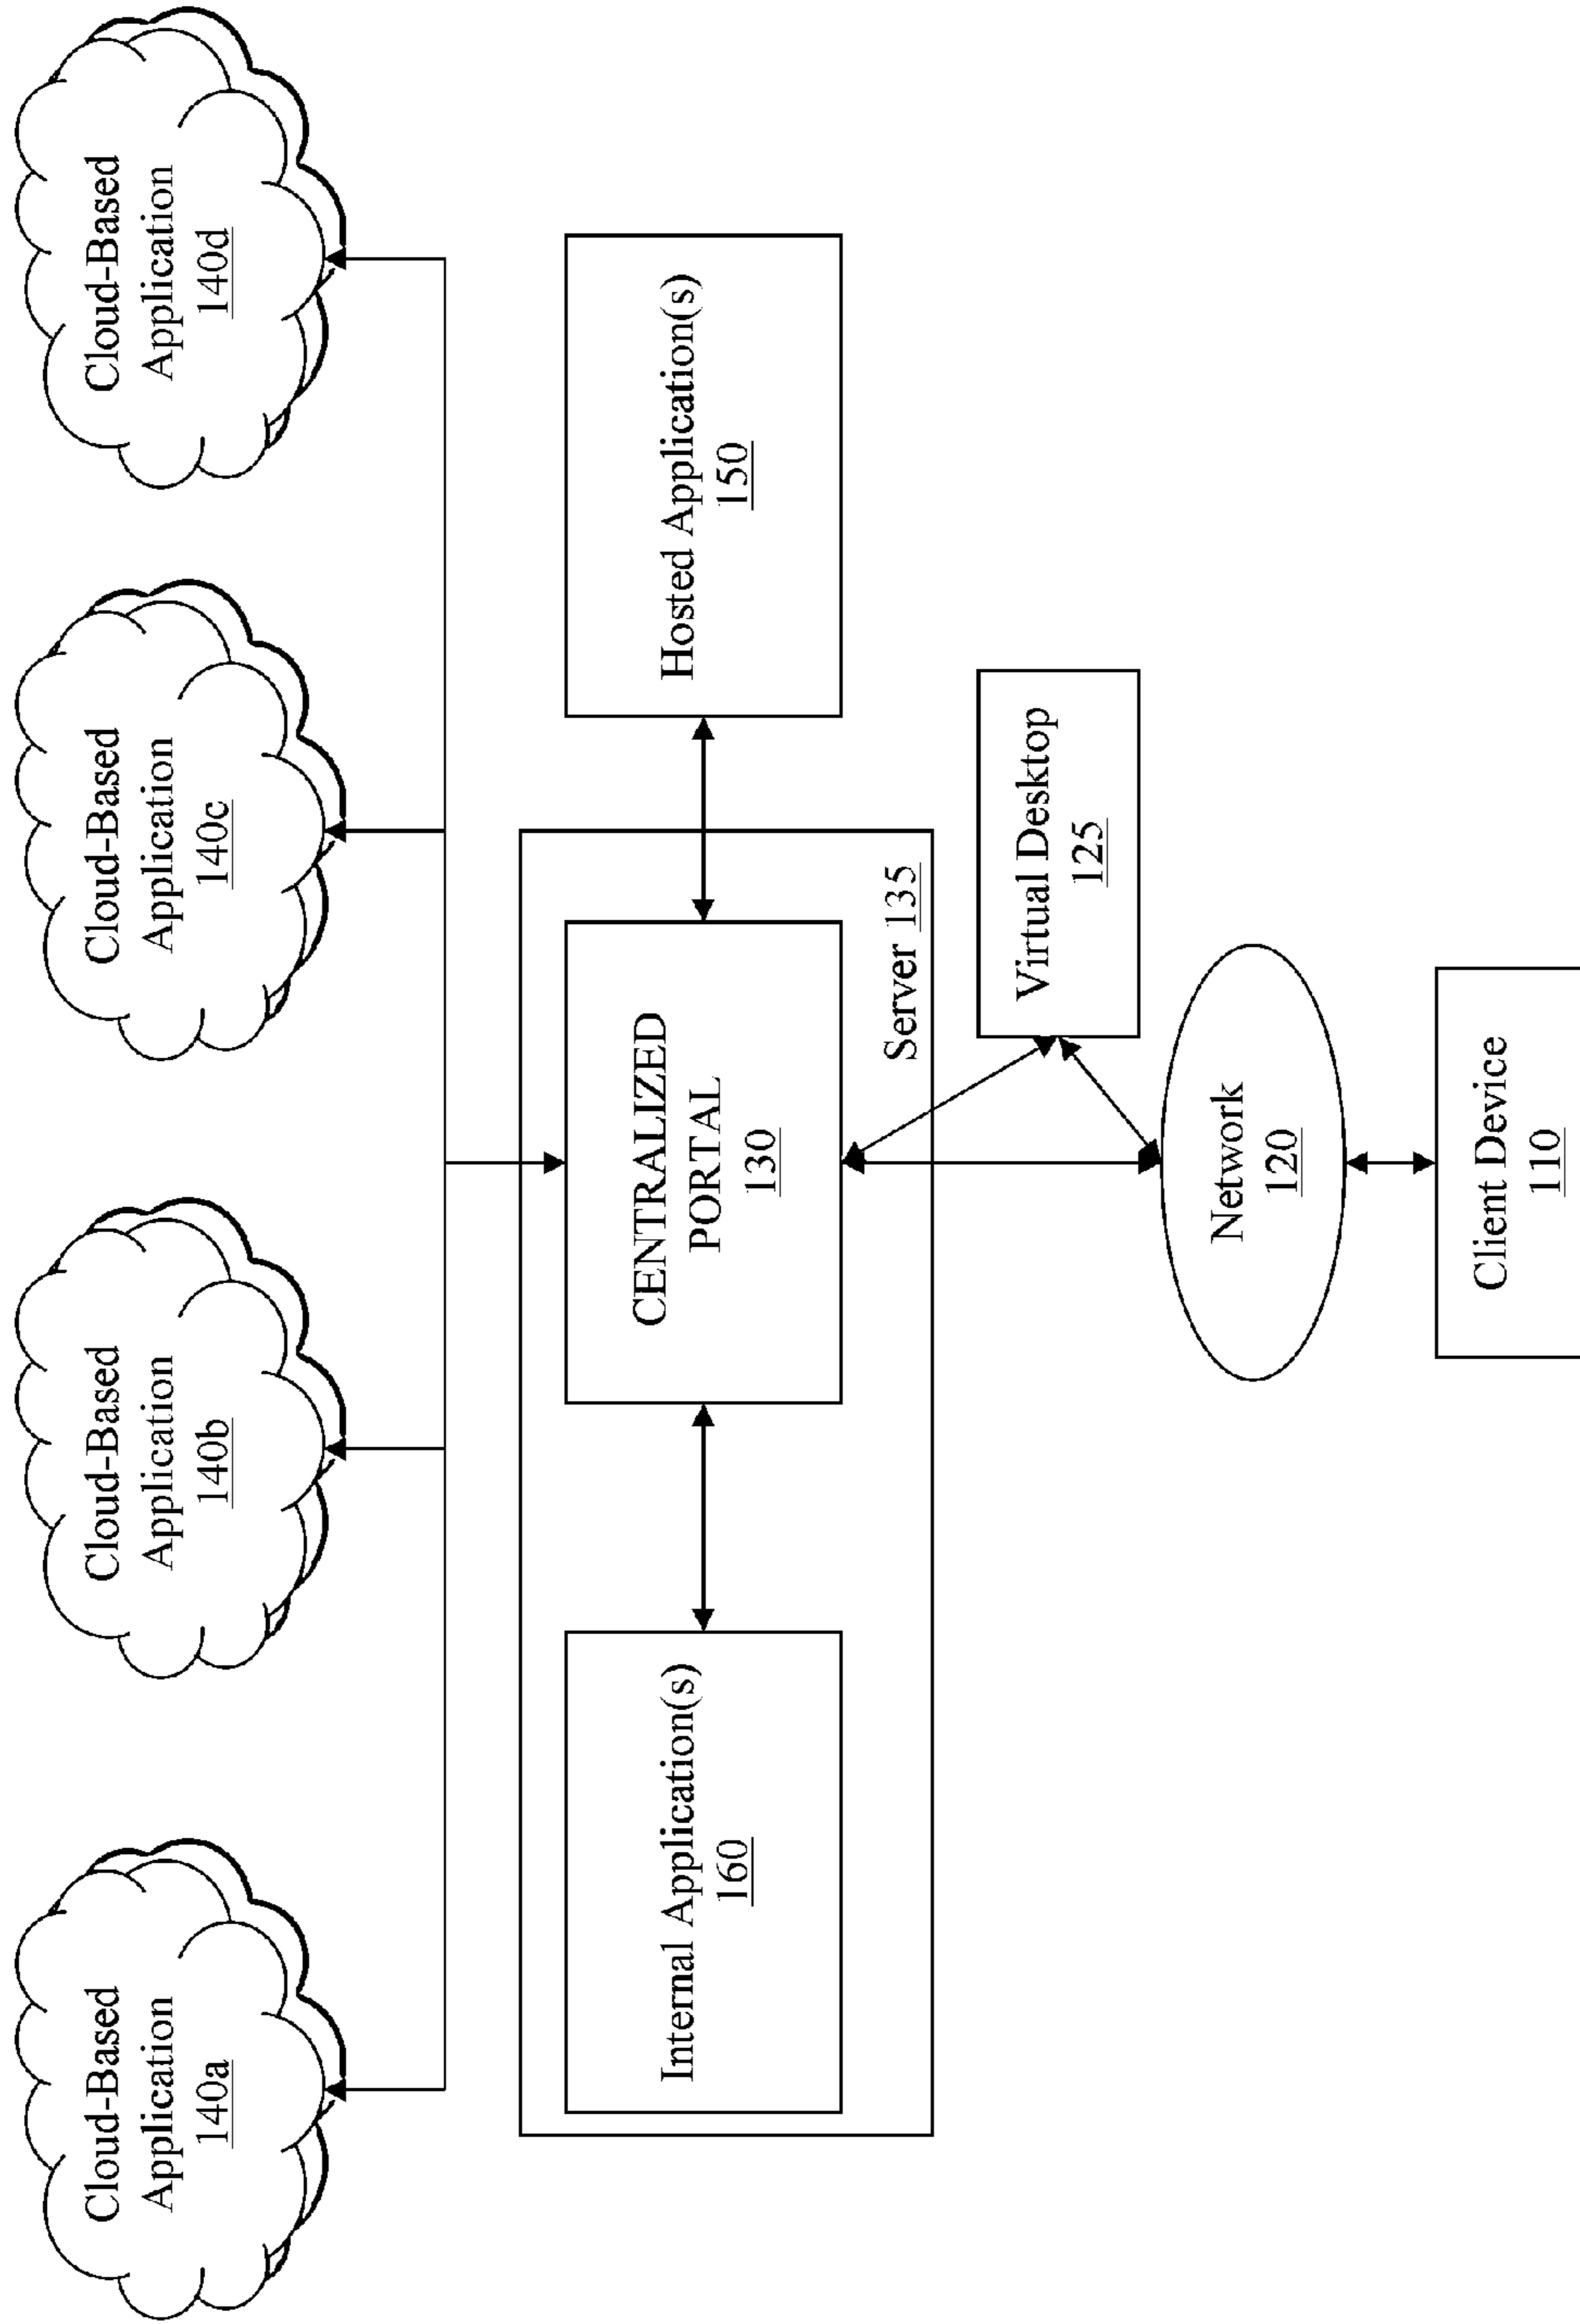 Cloud-Based
Application
140a
Cloud-Based
Application
140b
Cloud-Based
Application
140c
Cloud-Based
Application
140d
Internal Application(s)
160
CENTRALIZED
PORTAL
130
Hosted Application(s)
150
Server 135
Virtual Desktop
125
Network
120
Client Device
110